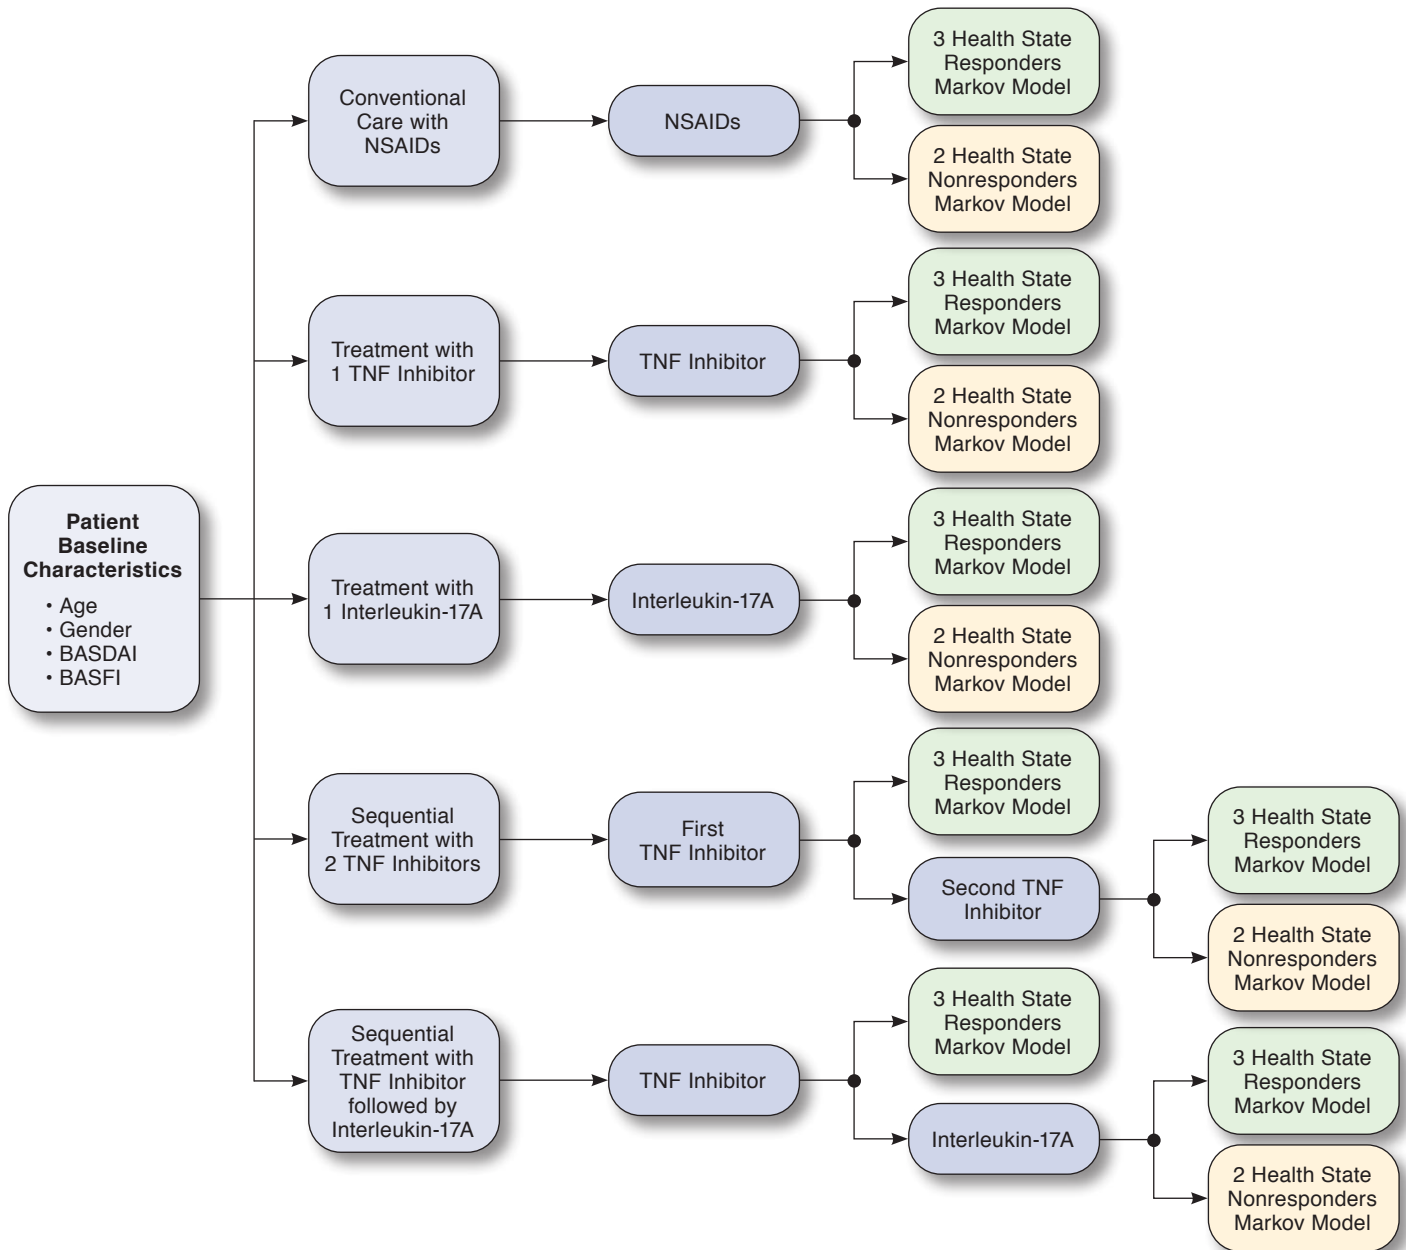 Patient
Baseline
Characteristics
• Age
• Gender
• BASDAI
• BASFI
Conventional
Care with
NSAIDs
NSAIDs
3 Health State
Responders
Markov Model
2 Health State
Nonresponders
Markov Model
Treatment with
1 TNF Inhibitor
TNF Inhibitor
3 Health State
Responders
Markov Model
2 Health State
Nonresponders
Markov Model
Treatment with
1 Interleukin-17A
Interleukin-17A
3 Health State
Responders
Markov Model
2 Health State
Nonresponders
Markov Model
Sequential
Treatment with
2 TNF Inhibitors
First
TNF Inhibitor
3 Health State
Responders
Markov Model
Second TNF
Inhibitor
3 Health State
Responders
Markov Model
2 Health State
Nonresponders
Markov Model
Sequential
Treatment with
TNF Inhibitor
followed by
Interleukin-17A
TNF Inhibitor
3 Health State
Responders
Markov Model
Interleukin-17A
3 Health State
Responders
Markov Model
2 Health State
Nonresponders
Markov Model